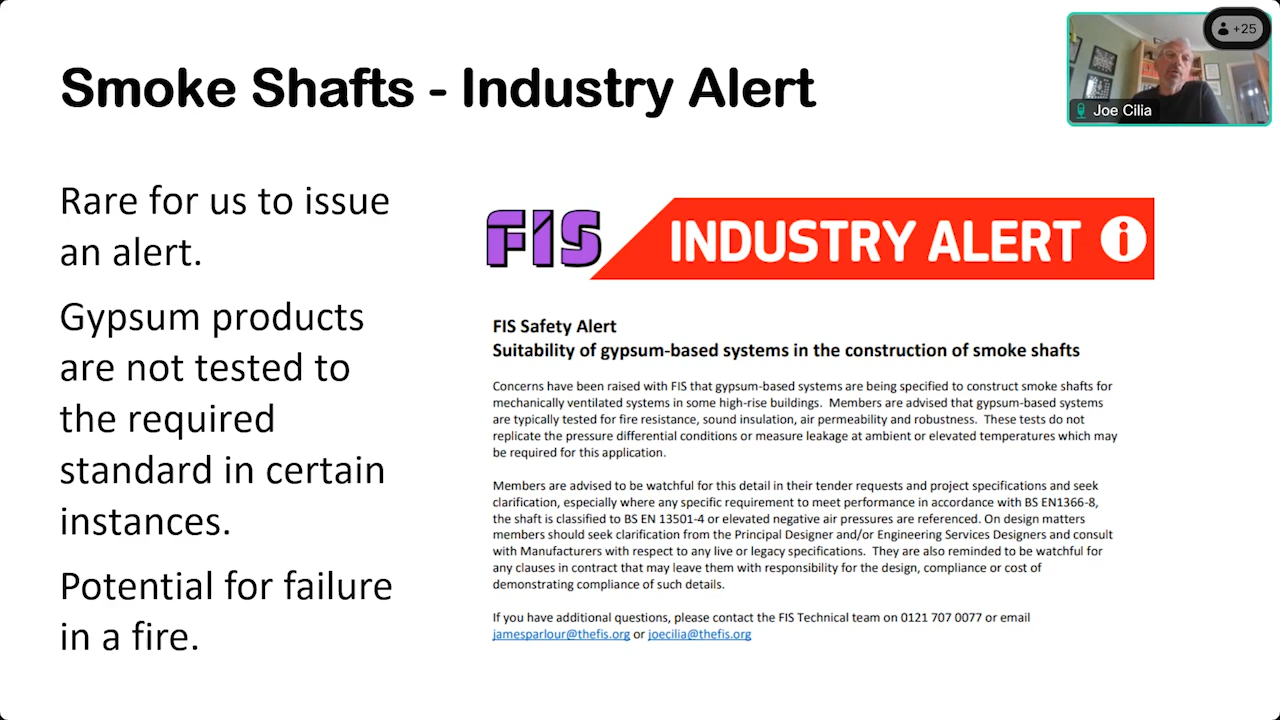 Smoke Shafts - Industry Alert
+25
Joe Cilia
Rare for us to issue
an alert.
Gypsum products
are not tested to
the required
standard in certain
instances.
Potential for failure
in a fire.
FIS
INDUSTRY ALERT i
FIS Safety Alert
Suitability of gypsum-based systems in the construction of smoke shafts
Concerns have been raised with FIS that gypsum-based systems are being specified to construct smoke shafts for
mechanically ventilated systems in some high-rise buildings. Members are advised that gypsum-based systems
are typically tested for fire resistance, sound insulation, air permeability and robustness. These tests do not
replicate the pressure differential conditions or measure leakage at ambient or elevated temperatures which may
be required for this application.
Members are advised to be watchful for this detail in their tender requests and project specifications and seek
clarification, especially where any specific requirement to meet performance in accordance with BS EN1366-8,
the shaft is classified to BS EN 13501-4 or elevated negative air pressures are referenced. On design matters
members should seek clarification from the Principal Designer and/or Engineering Services Designers and consult
with Manufacturers with respect to any live or legacy specifications. They are also reminded to be watchful for
any clauses in contract that may leave them with responsibility for the design, compliance or cost of
demonstrating compliance of such details.
If you have additional questions, please contact the FIS Technical team on 0121 707 0077 or email
jamesparlour@thefis.org or joecilia@thefis.org